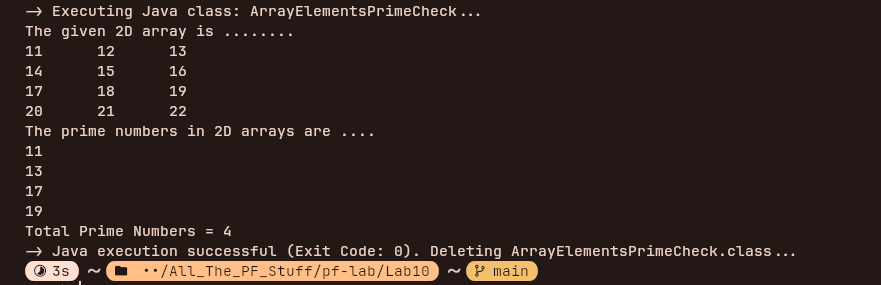 → Executing Java class: ArrayElementsPrimeCheck...
The given 2D array is ........
11 12 13
14 15 16
17 18 19
20 21 22
The prime numbers in 2D arrays are ....
11
13
17
19
Total Prime Numbers = 4
→ Java execution successful (Exit Code: 0). Deleting ArrayElementsPrimeCheck.class...
3s ~ ··/All_The_PF_Stuff/pf-lab/Lab10 ~ main